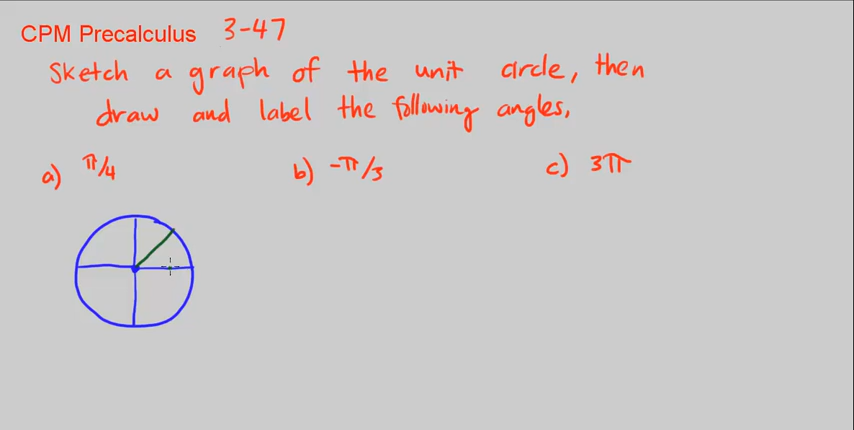 CPM Precalculus 3-47
Sketch a graph of the unit circle, then
draw and label the following angles.
a) π/4 b) -π/3 c) 3π